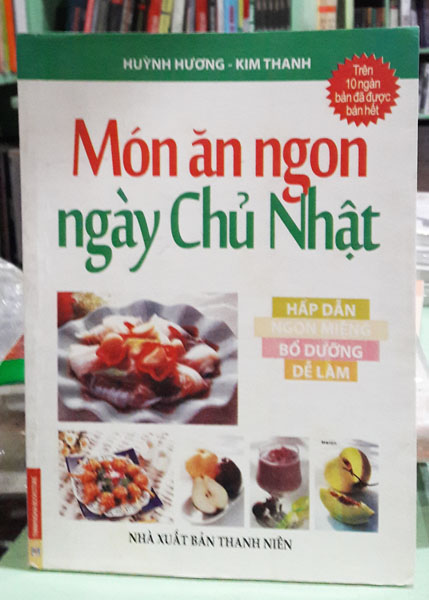 HUỲNH HƯƠNG - KIM THANH
Trên
10 ngàn
bản đã được
bán hết
Món ăn ngon
ngày Chủ Nhật
HẤP DẪN
NGON MIỆNG
BỔ DƯỠNG
DỄ LÀM
NHÀ XUẤT BẢN THANH NIÊN